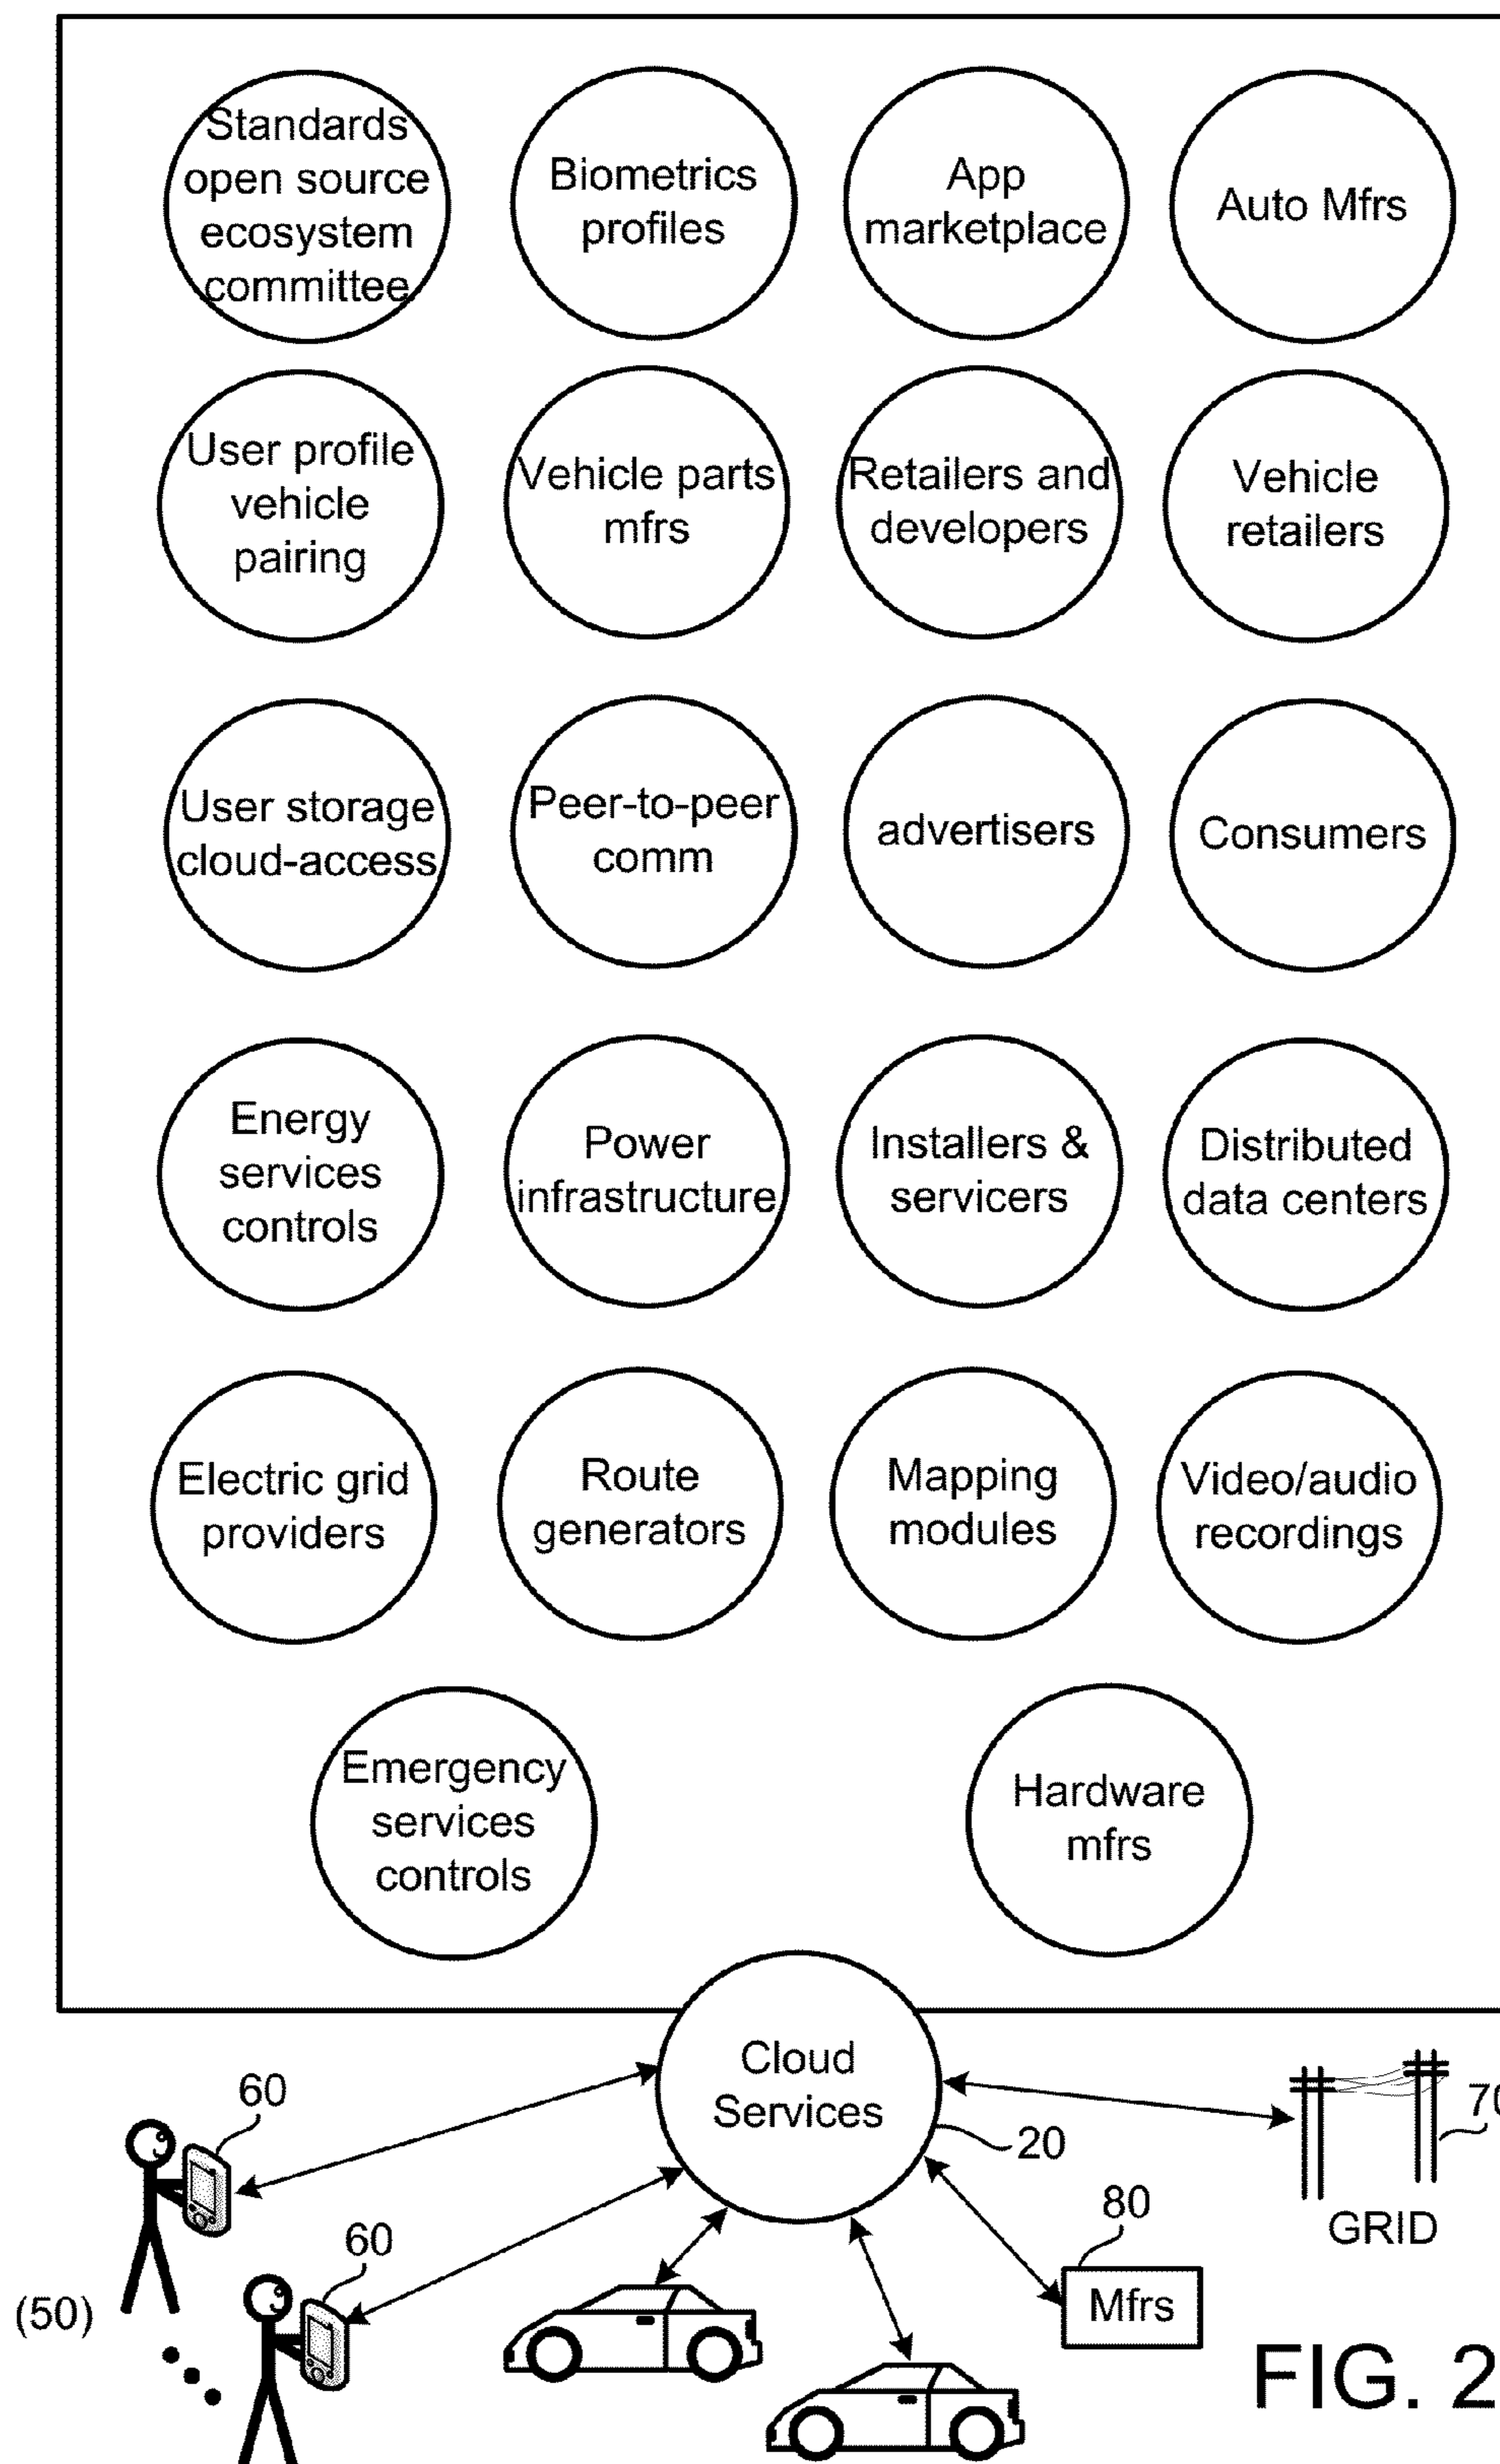 Standards
open source
ecosystem
committee
Biometrics
profiles
App
marketplace
Auto Mfrs
User profile
vehicle
pairing
Vehicle parts
mfrs
Retailers and
developers
Vehicle
retailers
User storage
cloud-access
Peer-to-peer
comm
advertisers
Consumers
Energy
services
controls
Power
infrastructure
Installers &
servicers
Distributed
data centers
Electric grid
providers
Route
generators
Mapping
modules
Video/audio
recordings
Emergency
services
controls
Hardware
mfrs
Cloud
Services
20
60
60
(50)
70
GRID
80
Mfrs
FIG. 2